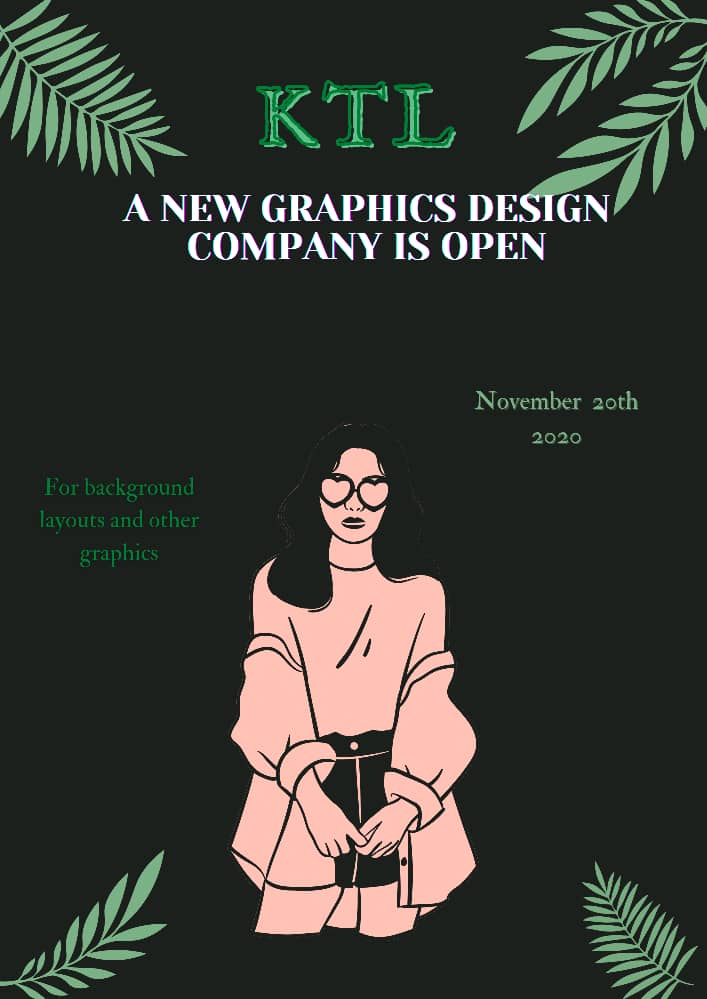 KTL
A NEW GRAPHICS DESIGN
COMPANY IS OPEN
November 20th
2020
For background
layouts and other
graphics